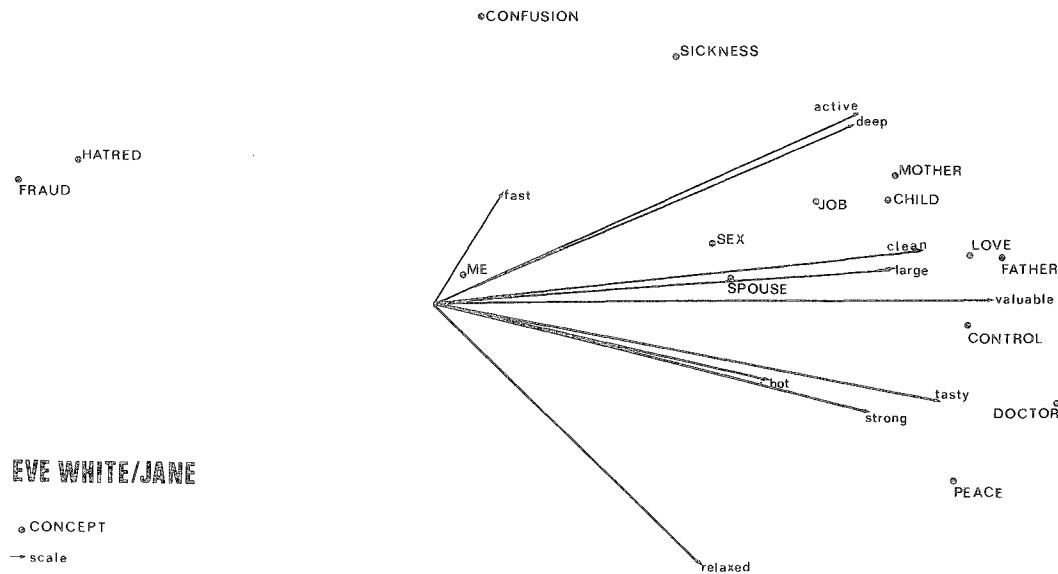 CONFUSION
SICKNESS
active
deep
HATRED
FRAUD
MOTHER
fast
CHILD
JOB
SEX
clean
LOVE
ME
large
FATHER
SPOUSE
valuable
CONTROL
hot
tasty
strong
DOCTOR
EVE WHITE/JANE
PEACE
CONCEPT
scale
relaxed